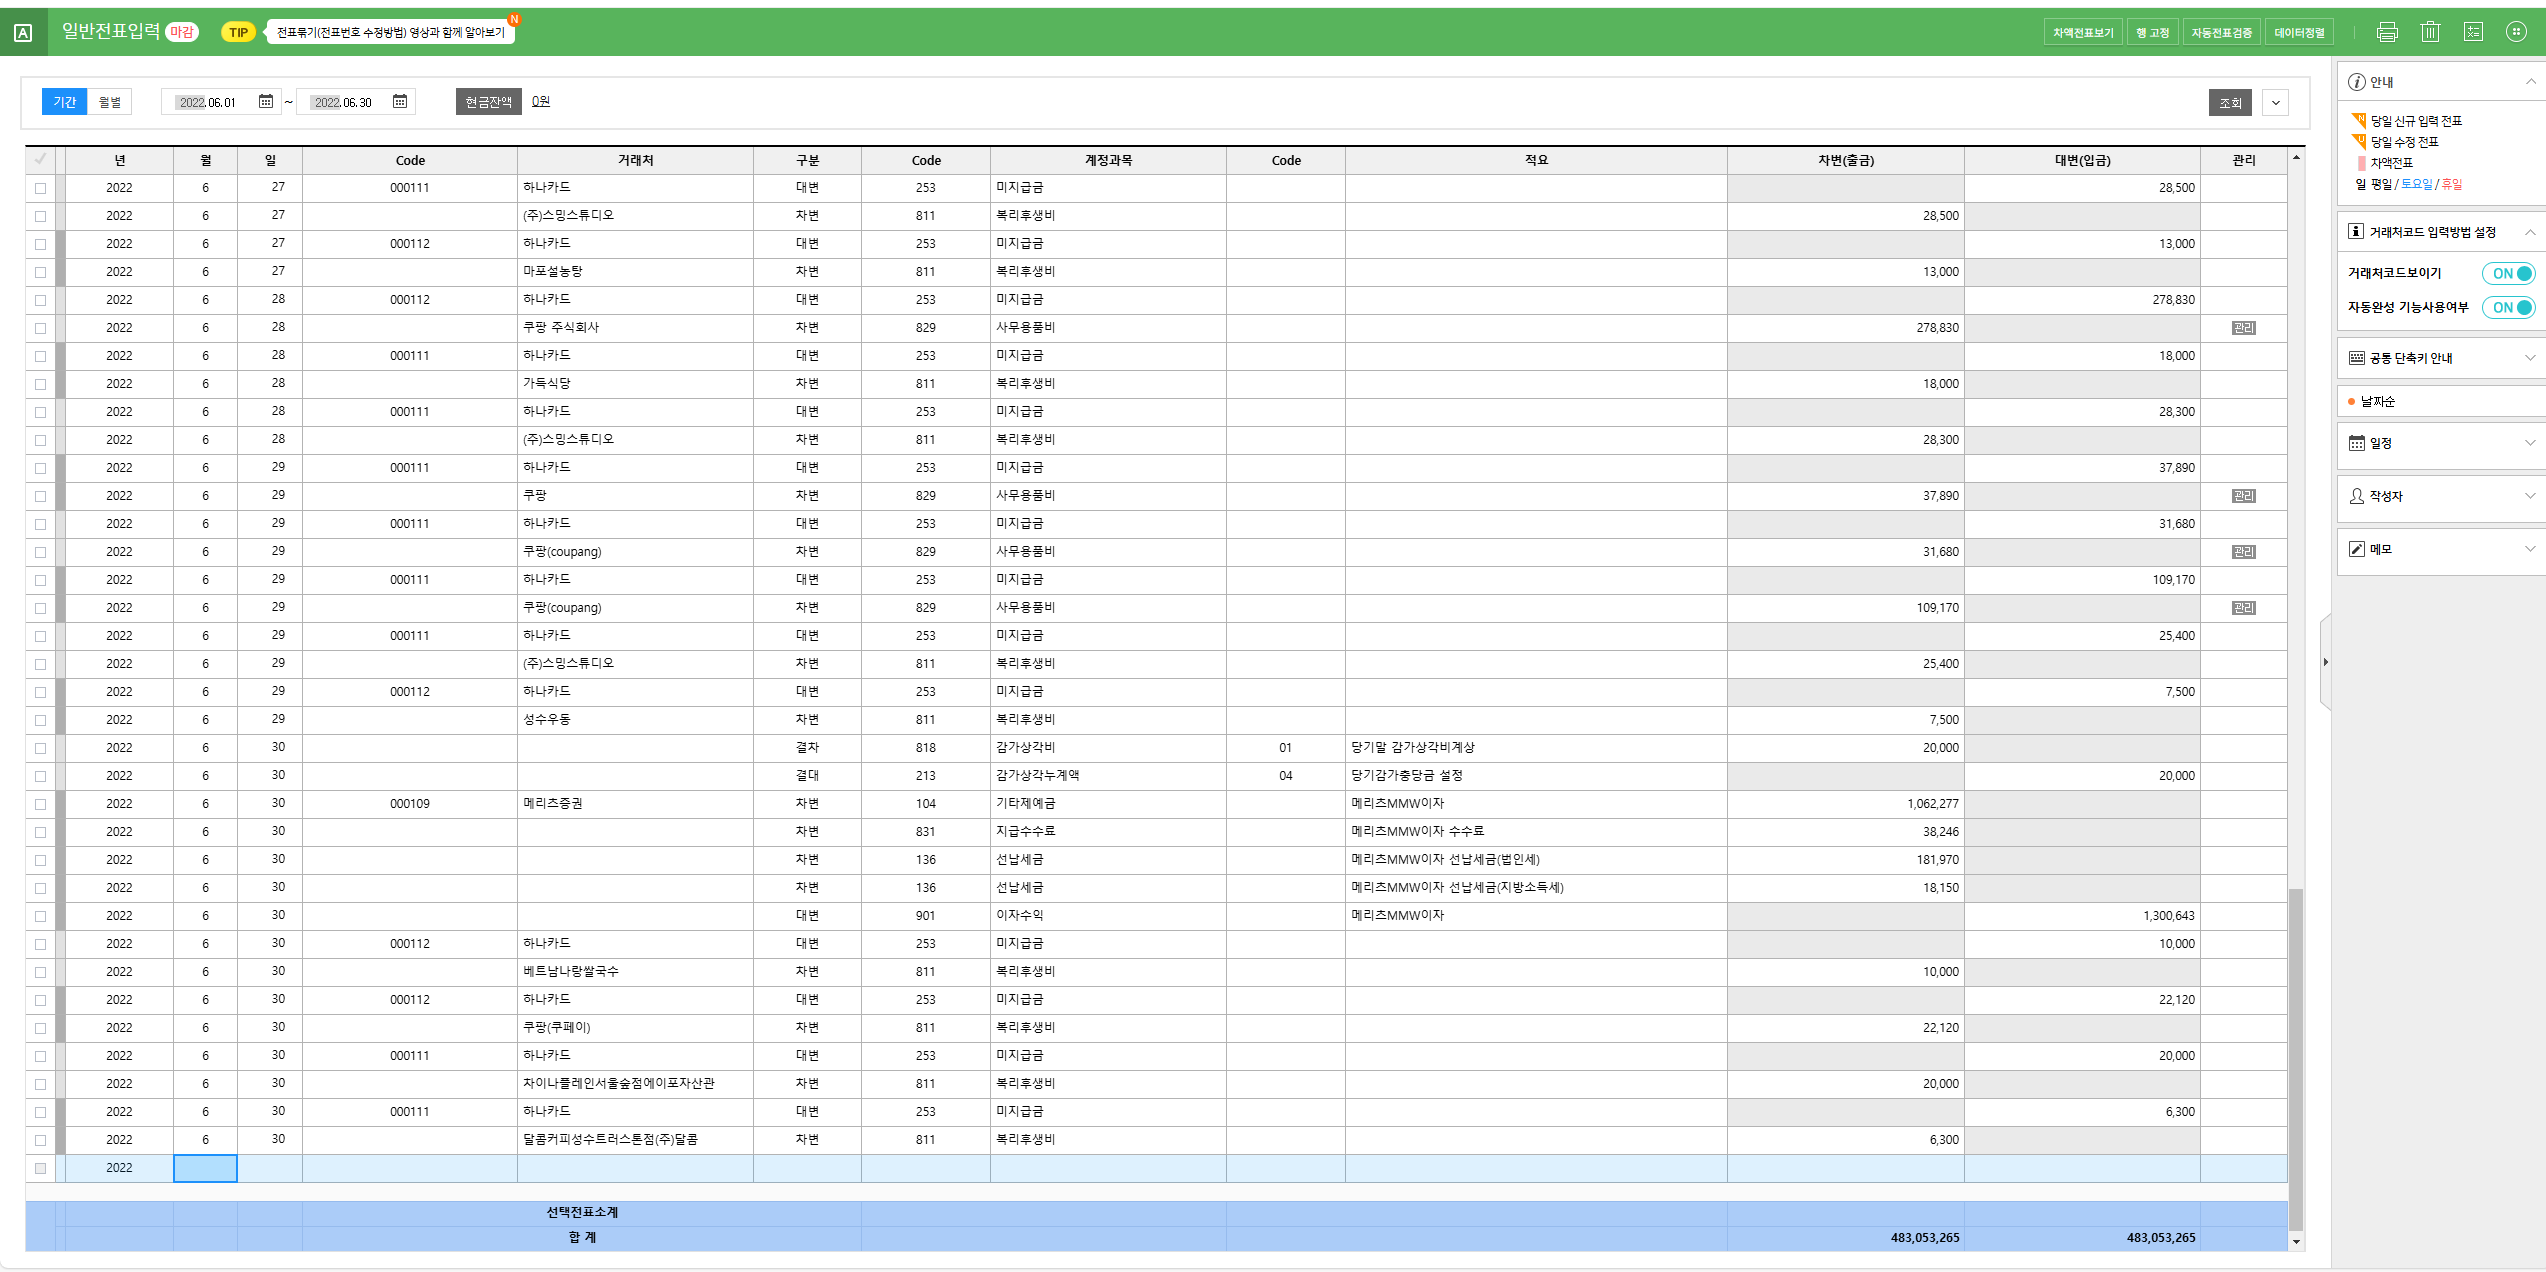 A 일반전표입력 마감 TIP 전표묶기(전표번호 수정방법) 영상과 함께 알아보기 N 차액전표보기 행 고정 자동전표검증 데이터정렬
기간 월별 2022.06.01 ~ 2022.06.30 현금잔액 0원 조회
년 월 일 Code 거래처 구분 Code 계정과목 Code 적요 차변(출금) 대변(입금) 관리
2022 6 27 000111 하나카드 대변 253 미지급금 28,500
2022 6 27 (주)스밍스튜디오 차변 811 복리후생비 28,500
2022 6 27 000112 하나카드 대변 253 미지급금 13,000
2022 6 27 마포설농탕 차변 811 복리후생비 13,000
2022 6 28 000112 하나카드 대변 253 미지급금 278,830
2022 6 28 쿠팡 주식회사 차변 829 사무용품비 278,830 관리
2022 6 28 000111 하나카드 대변 253 미지급금 18,000
2022 6 28 가득식당 차변 811 복리후생비 18,000
2022 6 28 000111 하나카드 대변 253 미지급금 28,300
2022 6 28 (주)스밍스튜디오 차변 811 복리후생비 28,300
2022 6 29 000111 하나카드 대변 253 미지급금 37,890
2022 6 29 쿠팡 차변 829 사무용품비 37,890 관리
2022 6 29 000111 하나카드 대변 253 미지급금 31,680
2022 6 29 쿠팡(coupang) 차변 829 사무용품비 31,680 관리
2022 6 29 000111 하나카드 대변 253 미지급금 109,170
2022 6 29 쿠팡(coupang) 차변 829 사무용품비 109,170 관리
2022 6 29 000111 하나카드 대변 253 미지급금 25,400
2022 6 29 (주)스밍스튜디오 차변 811 복리후생비 25,400
2022 6 29 000112 하나카드 대변 253 미지급금 7,500
2022 6 29 성수우동 차변 811 복리후생비 7,500
2022 6 30 결차 818 감가상각비 01 당기말 감가상각비계상 20,000
2022 6 30 결대 213 감가상각누계액 04 당기감가충당금 설정 20,000
2022 6 30 000109 메리츠증권 차변 104 기타제예금 메리츠MMW이자 1,062,277
2022 6 30 차변 831 지급수수료 메리츠MMW이자 수수료 38,246
2022 6 30 차변 136 선납세금 메리츠MMW이자 선납세금(법인세) 181,970
2022 6 30 차변 136 선납세금 메리츠MMW이자 선납세금(지방소득세) 18,150
2022 6 30 대변 901 이자수익 메리츠MMW이자 1,300,643
2022 6 30 000112 하나카드 대변 253 미지급금 10,000
2022 6 30 베트남나랑쌀국수 차변 811 복리후생비 10,000
2022 6 30 000112 하나카드 대변 253 미지급금 22,120
2022 6 30 쿠팡(쿠페이) 차변 811 복리후생비 22,120
2022 6 30 000111 하나카드 대변 253 미지급금 20,000
2022 6 30 차이나플레인서울숲점에이포자산관 차변 811 복리후생비 20,000
2022 6 30 000111 하나카드 대변 253 미지급금 6,300
2022 6 30 달콤커피성수트러스톤점(주)달콤 차변 811 복리후생비 6,300
2022
선택전표소계
합 계 483,053,265 483,053,265
안내
N 당일 신규 입력 전표
U 당일 수정 전표
차액전표
일 평일 / 토요일 / 휴일
거래처코드 입력방법 설정
거래처코드보이기 ON
자동완성 기능사용여부 ON
공통 단축키 안내
날짜순
일정
작성자
메모